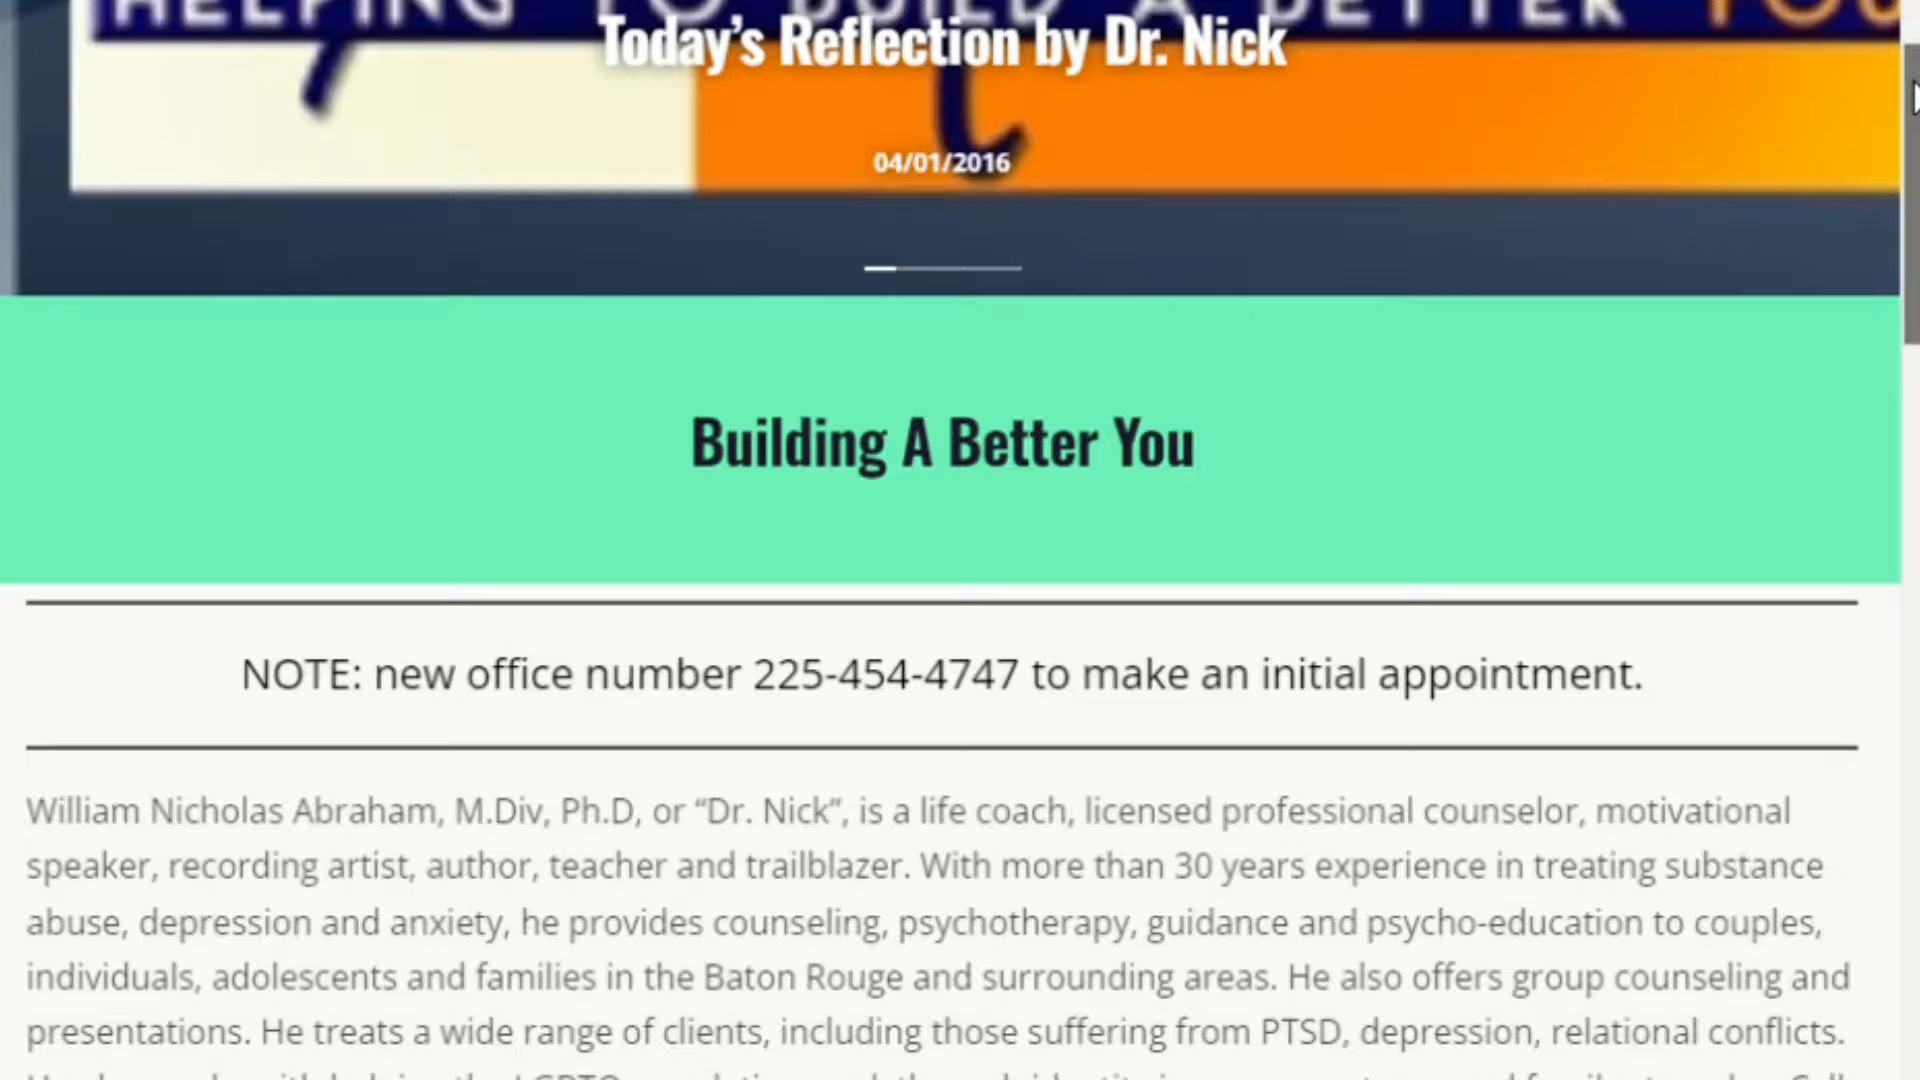 HELPING TO BUILD A BETTER YOU
Today’s Reflection by Dr. Nick
04/01/2016
Building A Better You
NOTE: new office number 225-454-4747 to make an initial appointment.
William Nicholas Abraham, M.Div, Ph.D, or “Dr. Nick”, is a life coach, licensed professional counselor, motivational
speaker, recording artist, author, teacher and trailblazer. With more than 30 years experience in treating substance
abuse, depression and anxiety, he provides counseling, psychotherapy, guidance and psycho-education to couples,
individuals, adolescents and families in the Baton Rouge and surrounding areas. He also offers group counseling and
presentations. He treats a wide range of clients, including those suffering from PTSD, depression, relational conflicts.